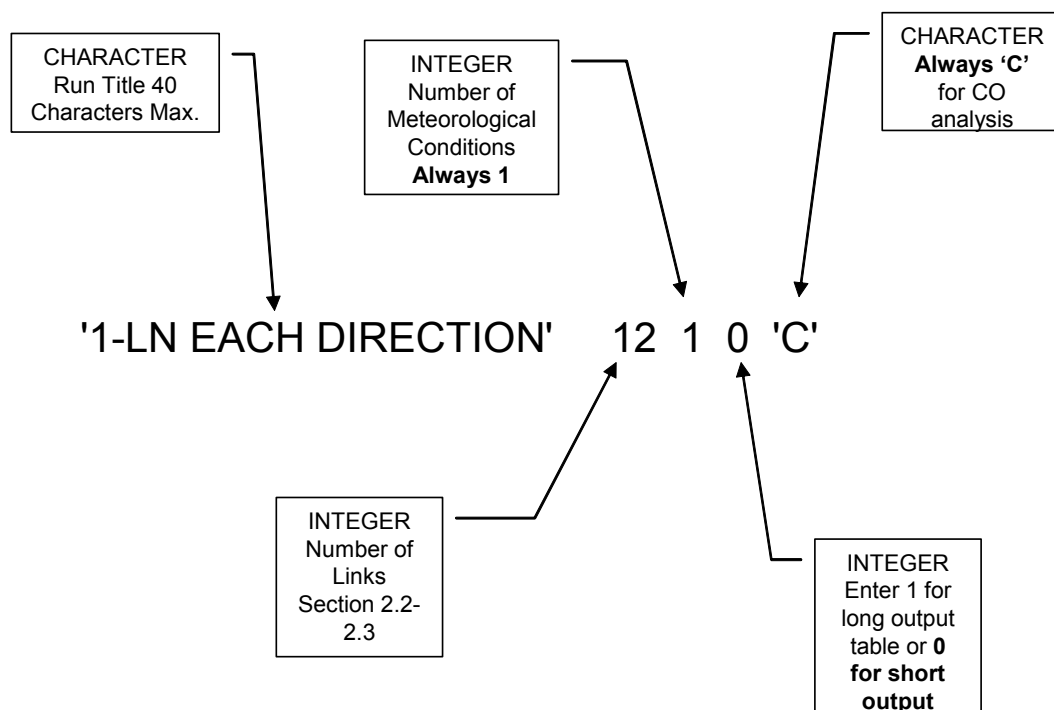 CHARACTER
Run Title 40
Characters Max.
INTEGER
Number of
Meteorological
Conditions
Always 1
CHARACTER
Always ‘C’
for CO
analysis
'1-LN EACH DIRECTION' 12 1 0 'C'
INTEGER
Number of
Links
Section 2.2-
2.3
INTEGER
Enter 1 for
long output
table or 0
for short
output